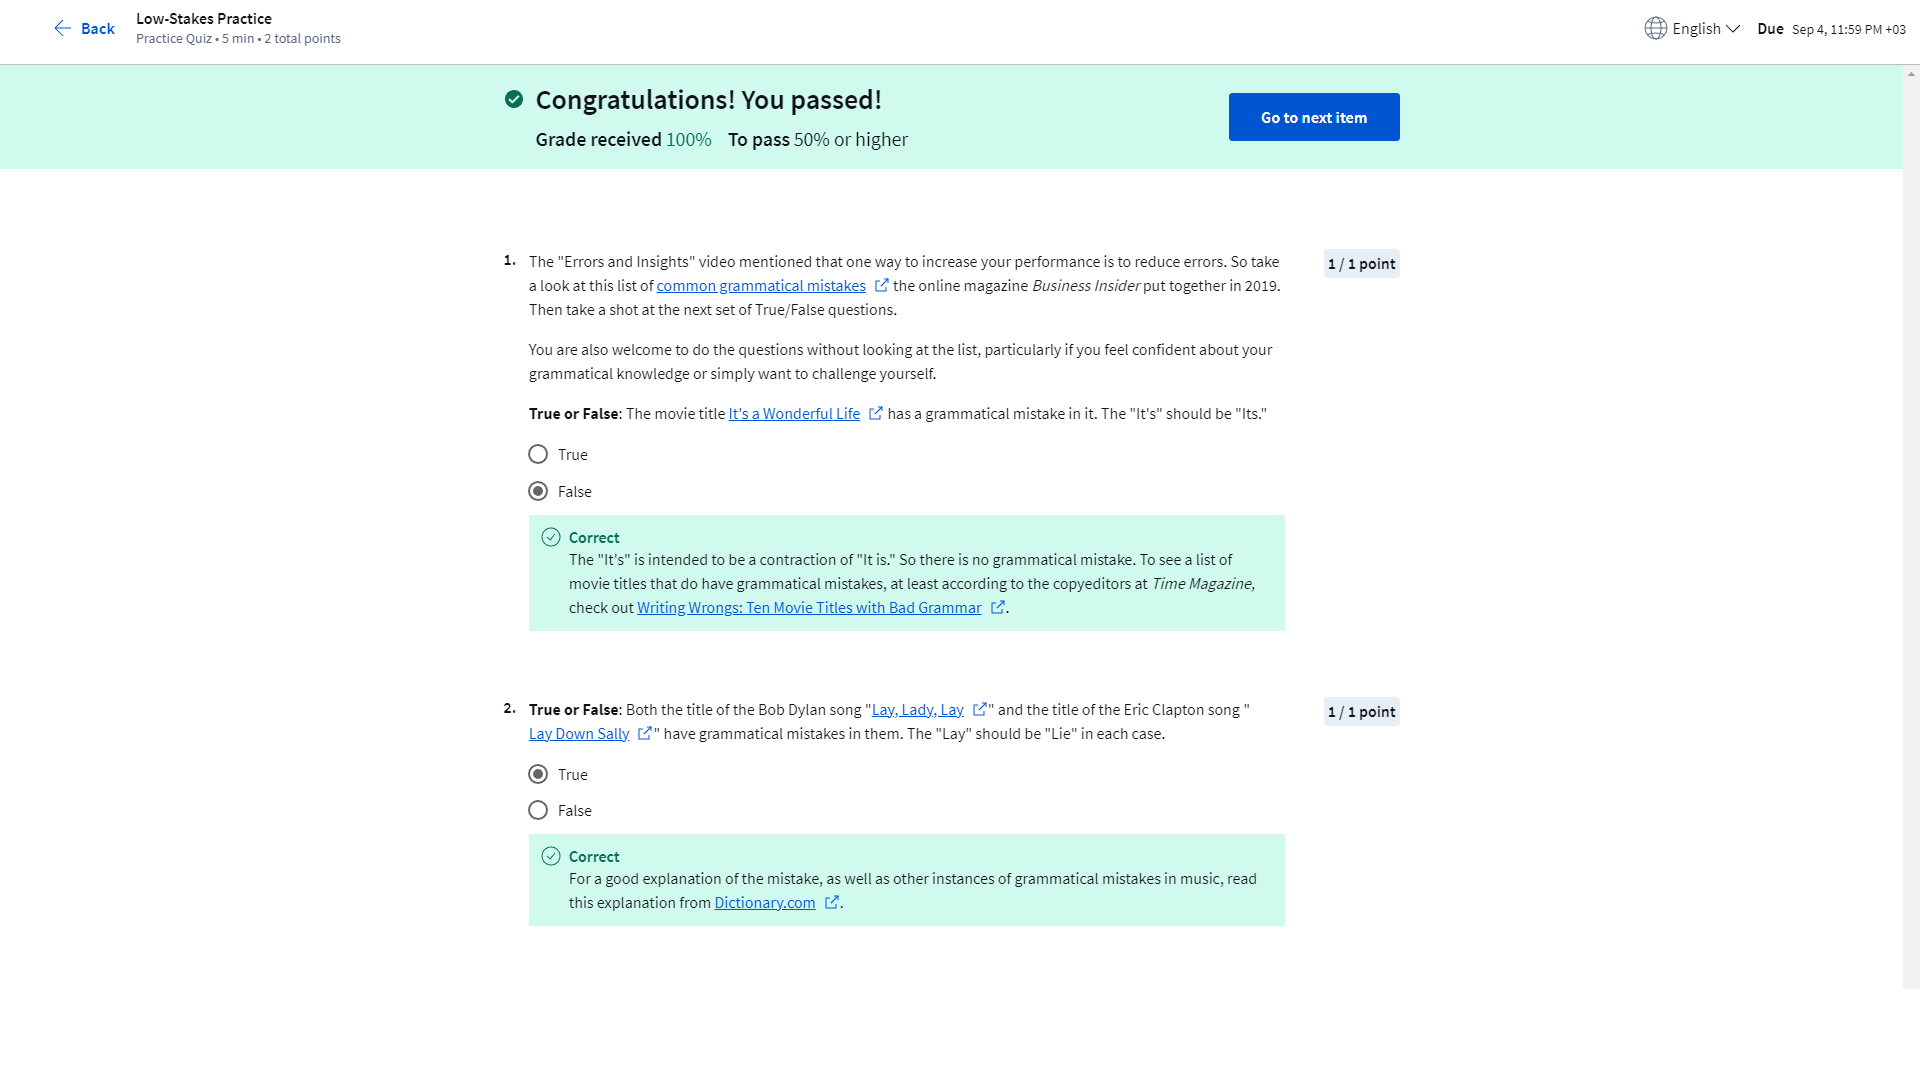 Back
Low-Stakes Practice
Practice Quiz • 5 min • 2 total points
English
Due Sep 4, 11:59 PM +03
Congratulations! You passed!
Grade received 100% To pass 50% or higher
Go to next item
1. The "Errors and Insights" video mentioned that one way to increase your performance is to reduce errors. So take
a look at this list of common grammatical mistakes the online magazine Business Insider put together in 2019.
Then take a shot at the next set of True/False questions.
1 / 1 point
You are also welcome to do the questions without looking at the list, particularly if you feel confident about your
grammatical knowledge or simply want to challenge yourself.
True or False: The movie title It's a Wonderful Life has a grammatical mistake in it. The "It's" should be "Its."
True
False
Correct
The "It's" is intended to be a contraction of "It is." So there is no grammatical mistake. To see a list of
movie titles that do have grammatical mistakes, at least according to the copyeditors at Time Magazine,
check out Writing Wrongs: Ten Movie Titles with Bad Grammar .
2. True or False: Both the title of the Bob Dylan song "Lay, Lady, Lay " and the title of the Eric Clapton song "
Lay Down Sally " have grammatical mistakes in them. The "Lay" should be "Lie" in each case.
1 / 1 point
True
False
Correct
For a good explanation of the mistake, as well as other instances of grammatical mistakes in music, read
this explanation from Dictionary.com .